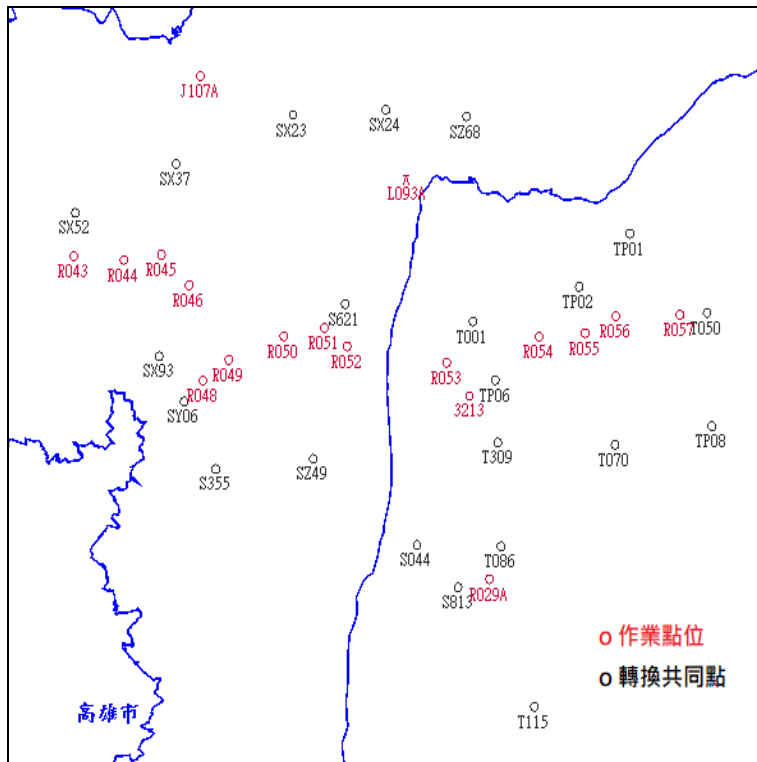 J107A
SX23
SX24
SZ68
SX37
L093A
SX52
TP01
R043
R044
R045
R046
TP02
S621
T001
R050
R051
R052
R054
R055
R056
R057
T050
SX93
R049
R048
SY06
R053
TP06
3213
TP08
S355
SZ49
T309
T070
S044
T086
S813
R029A
o 作業點位
o 轉換共同點
高雄市
T115